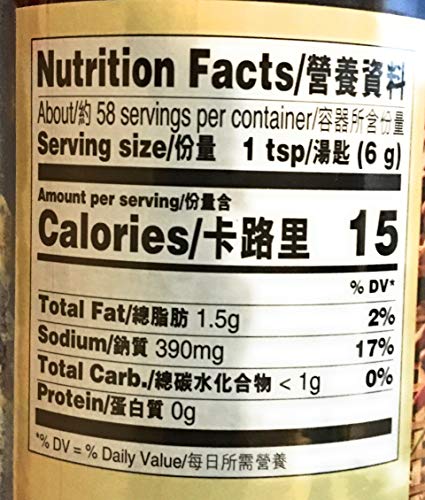 Nutrition Facts/營養資料
About/約 58 servings per container/容器所含份量
Serving size/份量 1 tsp/湯匙 (6 g)
Amount per serving/份量含
Calories/卡路里 15
% DV*
Total Fat/總脂肪 1.5g 2%
Sodium/鈉質 390mg 17%
Total Carb./總碳水化合物 < 1g 0%
Protein/蛋白質 0g
*% DV = % Daily Value/每日所需營養